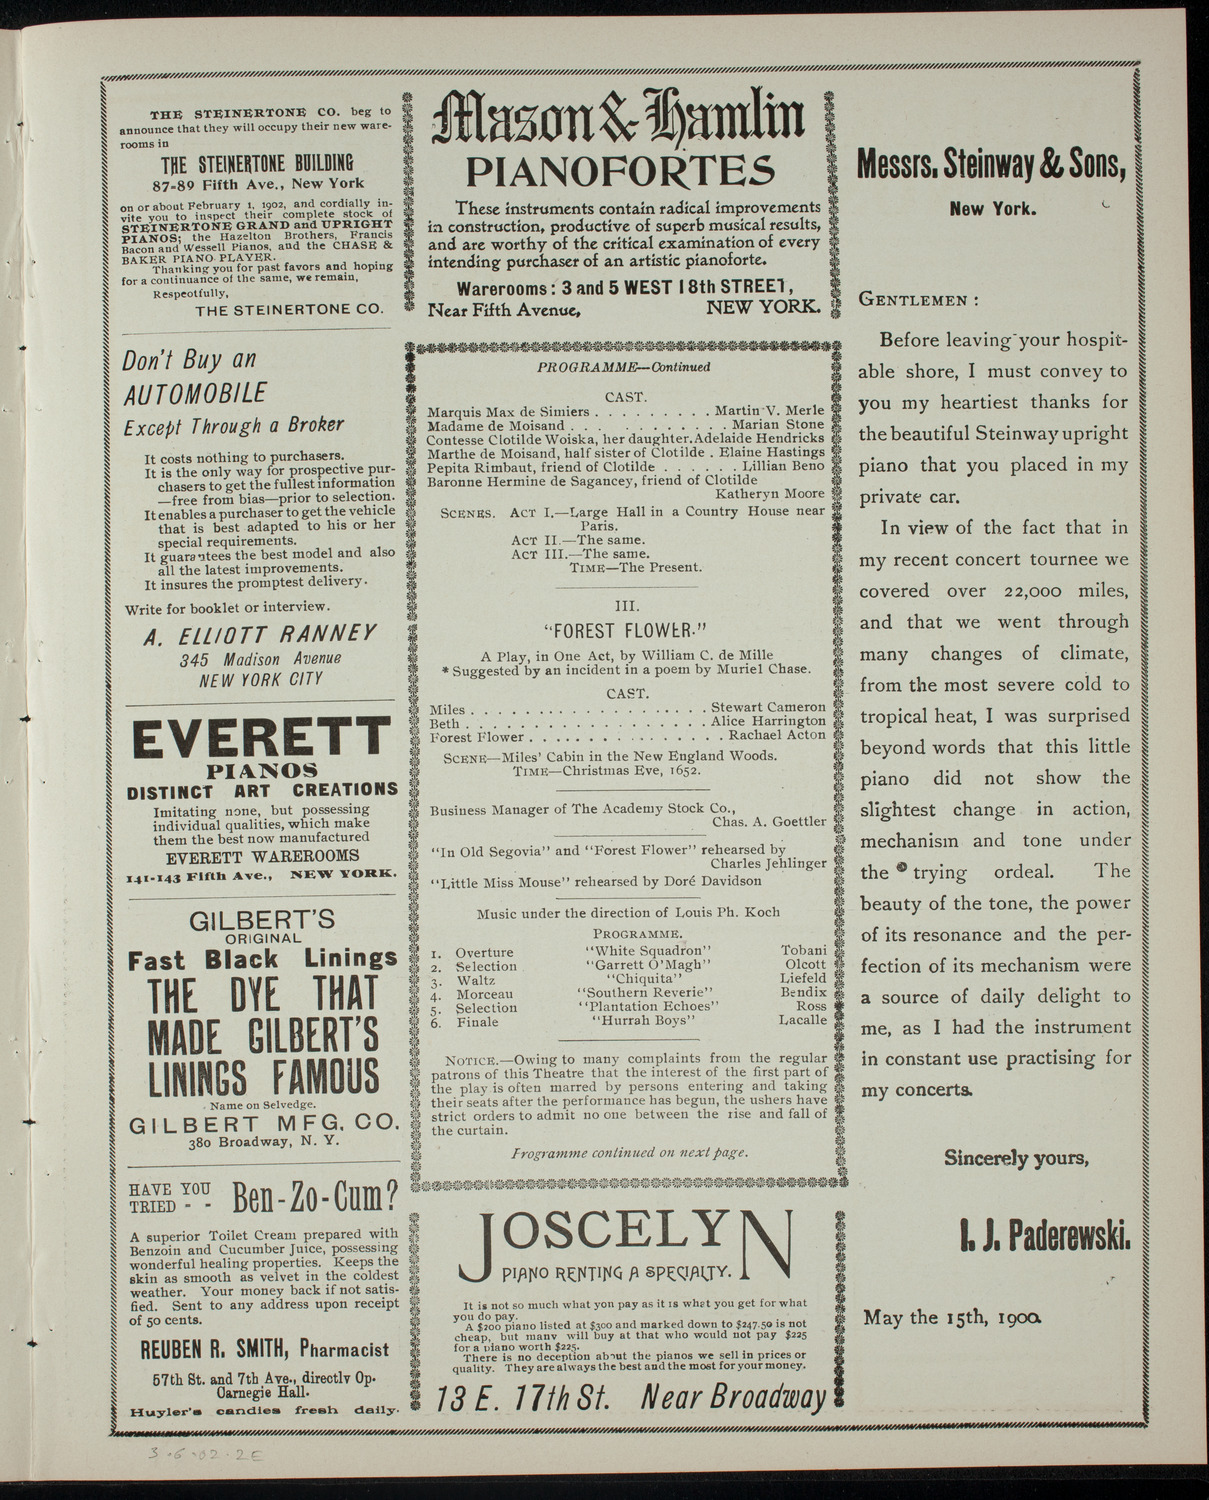 THE STEINERTONE CO. beg to
announce that they will occupy their new ware-
rooms in
THE STEINERTONE BUILDING
87-89 Fifth Ave., New York
on or about February 1, 1902, and cordially in-
vite you to inspect their complete stock of
STEINERTONE GRAND and UPRIGHT
PIANOS; the Hazelton Brothers, Francis
Bacon and Wessell Pianos, and the CHASE &
BAKER PIANO PLAYER.
Thanking you for past favors and hoping
for a continuance of the same, we remain,
Respectfully,
THE STEINERTONE CO.
Don't Buy an
AUTOMOBILE
Except Through a Broker
It costs nothing to purchasers.
It is the only way for prospective pur-
chasers to get the fullest information
—free from bias—prior to selection.
It enables a purchaser to get the vehicle
that is best adapted to his or her
special requirements.
It guarantees the best model and also
all the latest improvements.
It insures the promptest delivery.
Write for booklet or interview.
A. ELLIOTT RANNEY
345 Madison Avenue
NEW YORK CITY
EVERETT
PIANOS
DISTINCT ART CREATIONS
Imitating none, but possessing
individual qualities, which make
them the best now manufactured
EVERETT WAREROOMS
141-143 Fifth Ave., NEW YORK.
GILBERT'S
ORIGINAL
Fast Black Linings
THE DYE THAT
MADE GILBERT'S
LININGS FAMOUS
Name on Selvedge.
GILBERT MFG. CO.
380 Broadway, N. Y.
HAVE YOU
TRIED - - Ben-Zo-Cum?
A superior Toilet Cream prepared with
Benzoin and Cucumber Juice, possessing
wonderful healing properties. Keeps the
skin as smooth as velvet in the coldest
weather. Your money back if not satis-
fied. Sent to any address upon receipt
of 50 cents.
REUBEN R. SMITH, Pharmacist
57th St. and 7th Ave., directly Op.
Carnegie Hall.
Huyler's candies fresh daily.
Mason & Hamlin
PIANOFORTES
These instruments contain radical improvements
in construction, productive of superb musical results,
and are worthy of the critical examination of every
intending purchaser of an artistic pianoforte.
Warerooms: 3 and 5 WEST 18th STREET,
Near Fifth Avenue, NEW YORK.
PROGRAMME—Continued
CAST.
Marquis Max de Simiers . . . . . . . . . Martin V. Merle
Madame de Moisand . . . . . . . . . . . Marian Stone
Contesse Clotilde Woiska, her daughter. Adelaide Hendricks
Marthe de Moisand, half sister of Clotilde . Elaine Hastings
Pepita Rimbaut, friend of Clotilde . . . . . . Lillian Beno
Baronne Hermine de Sagancey, friend of Clotilde
Katheryn Moore
SCENES. ACT I.—Large Hall in a Country House near
Paris.
ACT II.—The same.
ACT III.—The same.
TIME—The Present.
III.
"FOREST FLOWER."
A Play, in One Act, by William C. de Mille
* Suggested by an incident in a poem by Muriel Chase.
CAST.
Miles . . . . . . . . . . . . . . . . . . Stewart Cameron
Beth . . . . . . . . . . . . . . . . . . Alice Harrington
Forest Flower . . . . . . . . . . . . . . . Rachael Acton
SCENE—Miles' Cabin in the New England Woods.
TIME—Christmas Eve, 1652.
Business Manager of The Academy Stock Co.,
Chas. A. Goettler
"In Old Segovia" and "Forest Flower" rehearsed by
Charles Jehlinger
"Little Miss Mouse" rehearsed by Doré Davidson
Music under the direction of Louis Ph. Koch
PROGRAMME.
1. Overture "White Squadron" Tobani
2. Selection "Garrett O'Magh" Olcott
3. Waltz "Chiquita" Liefeld
4. Morceau "Southern Reverie" Bendix
5. Selection "Plantation Echoes" Ross
6. Finale "Hurrah Boys" Lacalle
NOTICE.—Owing to many complaints from the regular
patrons of this Theatre that the interest of the first part of
the play is often marred by persons entering and taking
their seats after the performance has begun, the ushers have
strict orders to admit no one between the rise and fall of
the curtain.
Programme continued on next page.
JOSCELYN
PIANO RENTING A SPECIALTY.
It is not so much what you pay as it is what you get for what
you do pay.
A $200 piano listed at $300 and marked down to $247.50 is not
cheap, but many will buy at that who would not pay $225
for a piano worth $225.
There is no deception about the pianos we sell in prices or
quality. They are always the best and the most for your money.
13 E. 17th St. Near Broadway
Messrs. Steinway & Sons,
New York.
GENTLEMEN:
Before leaving your hospit-
able shore, I must convey to
you my heartiest thanks for
the beautiful Steinway upright
piano that you placed in my
private car.
In view of the fact that in
my recent concert tournee we
covered over 22,000 miles,
and that we went through
many changes of climate,
from the most severe cold to
tropical heat, I was surprised
beyond words that this little
piano did not show the
slightest change in action,
mechanism and tone under
the trying ordeal. The
beauty of the tone, the power
of its resonance and the per-
fection of its mechanism were
a source of daily delight to
me, as I had the instrument
in constant use practising for
my concerts.
Sincerely yours,
I. J. Paderewski.
May the 15th, 1900.
3-6-02-2E